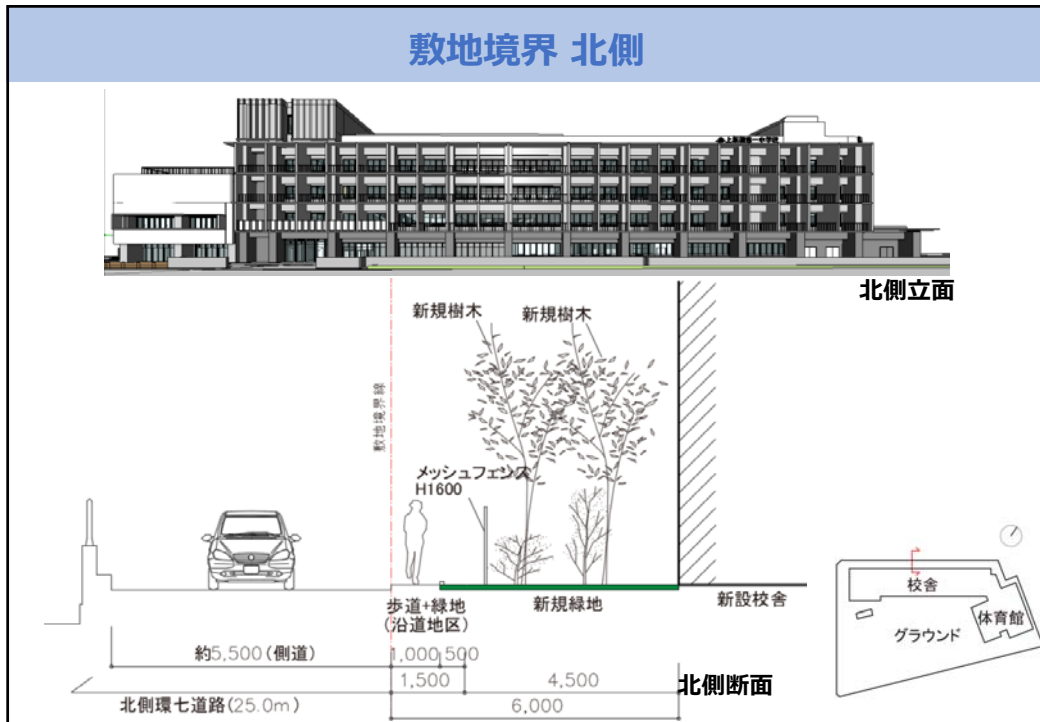 敷地境界 北側
北側立面
新規樹木
新規樹木
敷地境界線
メッシュフェンス
H1600
歩道+緑地
(沿道地区)
新規緑地
新設校舎
約5,500(側道)
1,000
500
1,500
4,500
北側断面
北側環七道路(25.0m)
6,000
校舎
体育館
グラウンド